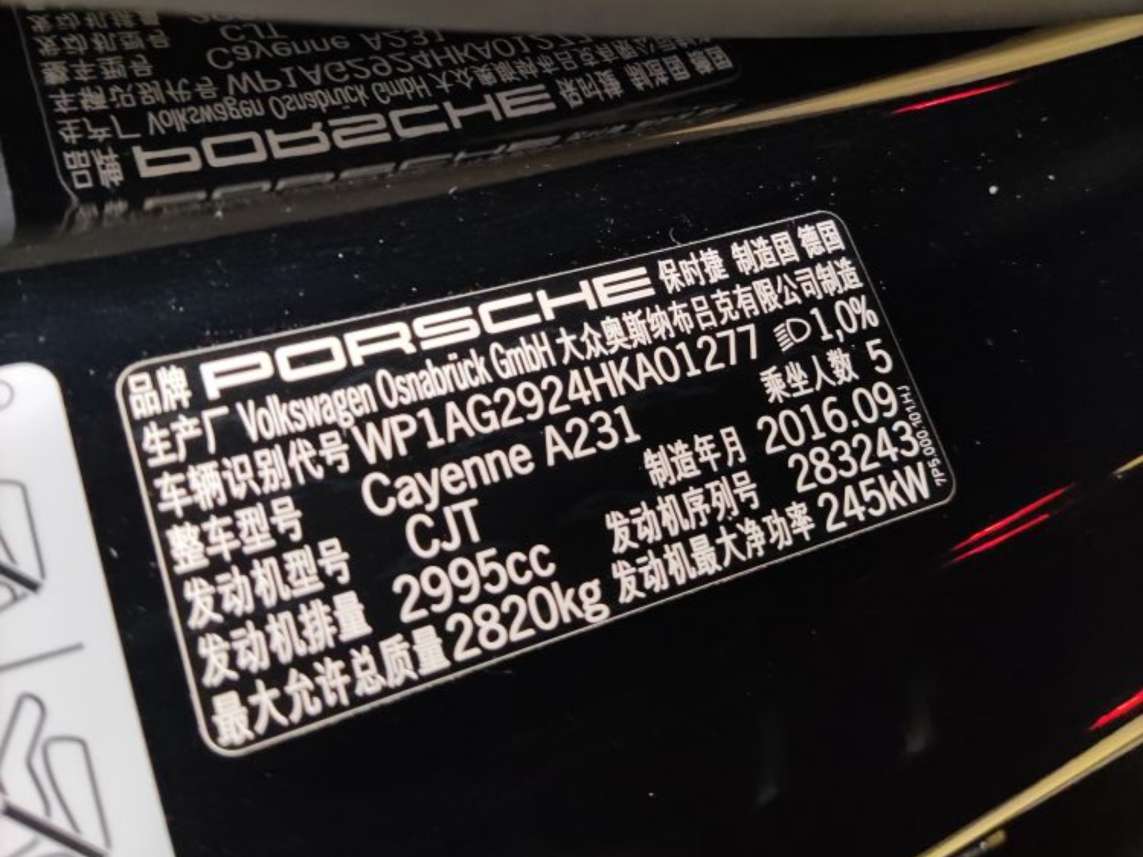 品牌 PORSCHE 保时捷 制造国 德国
生产厂 Volkswagen Osnabrück GmbH 大众奥斯纳布吕克有限公司制造
车辆识别代号 WP1AG2924HKA01277 1,0%
整车型号 Cayenne A231 乘坐人数 5
发动机型号 CJT 制造年月 2016.09
发动机排量 2995cc 发动机序列号 283243
最大允许总质量 2820kg 发动机最大净功率 245kW
7P5.000.101.HJ